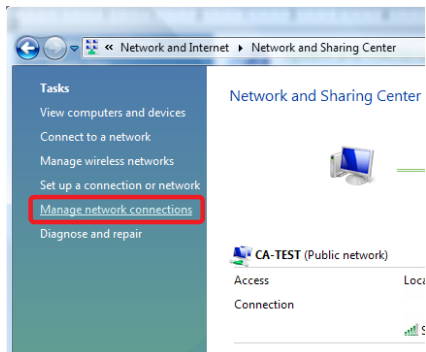 « Network and Internet ▸ Network and Sharing Center
Tasks
View computers and devices
Connect to a network
Manage wireless networks
Set up a connection or network
Manage network connections
Diagnose and repair
Network and Sharing Center
CA-TEST (Public network)
Access
Connection